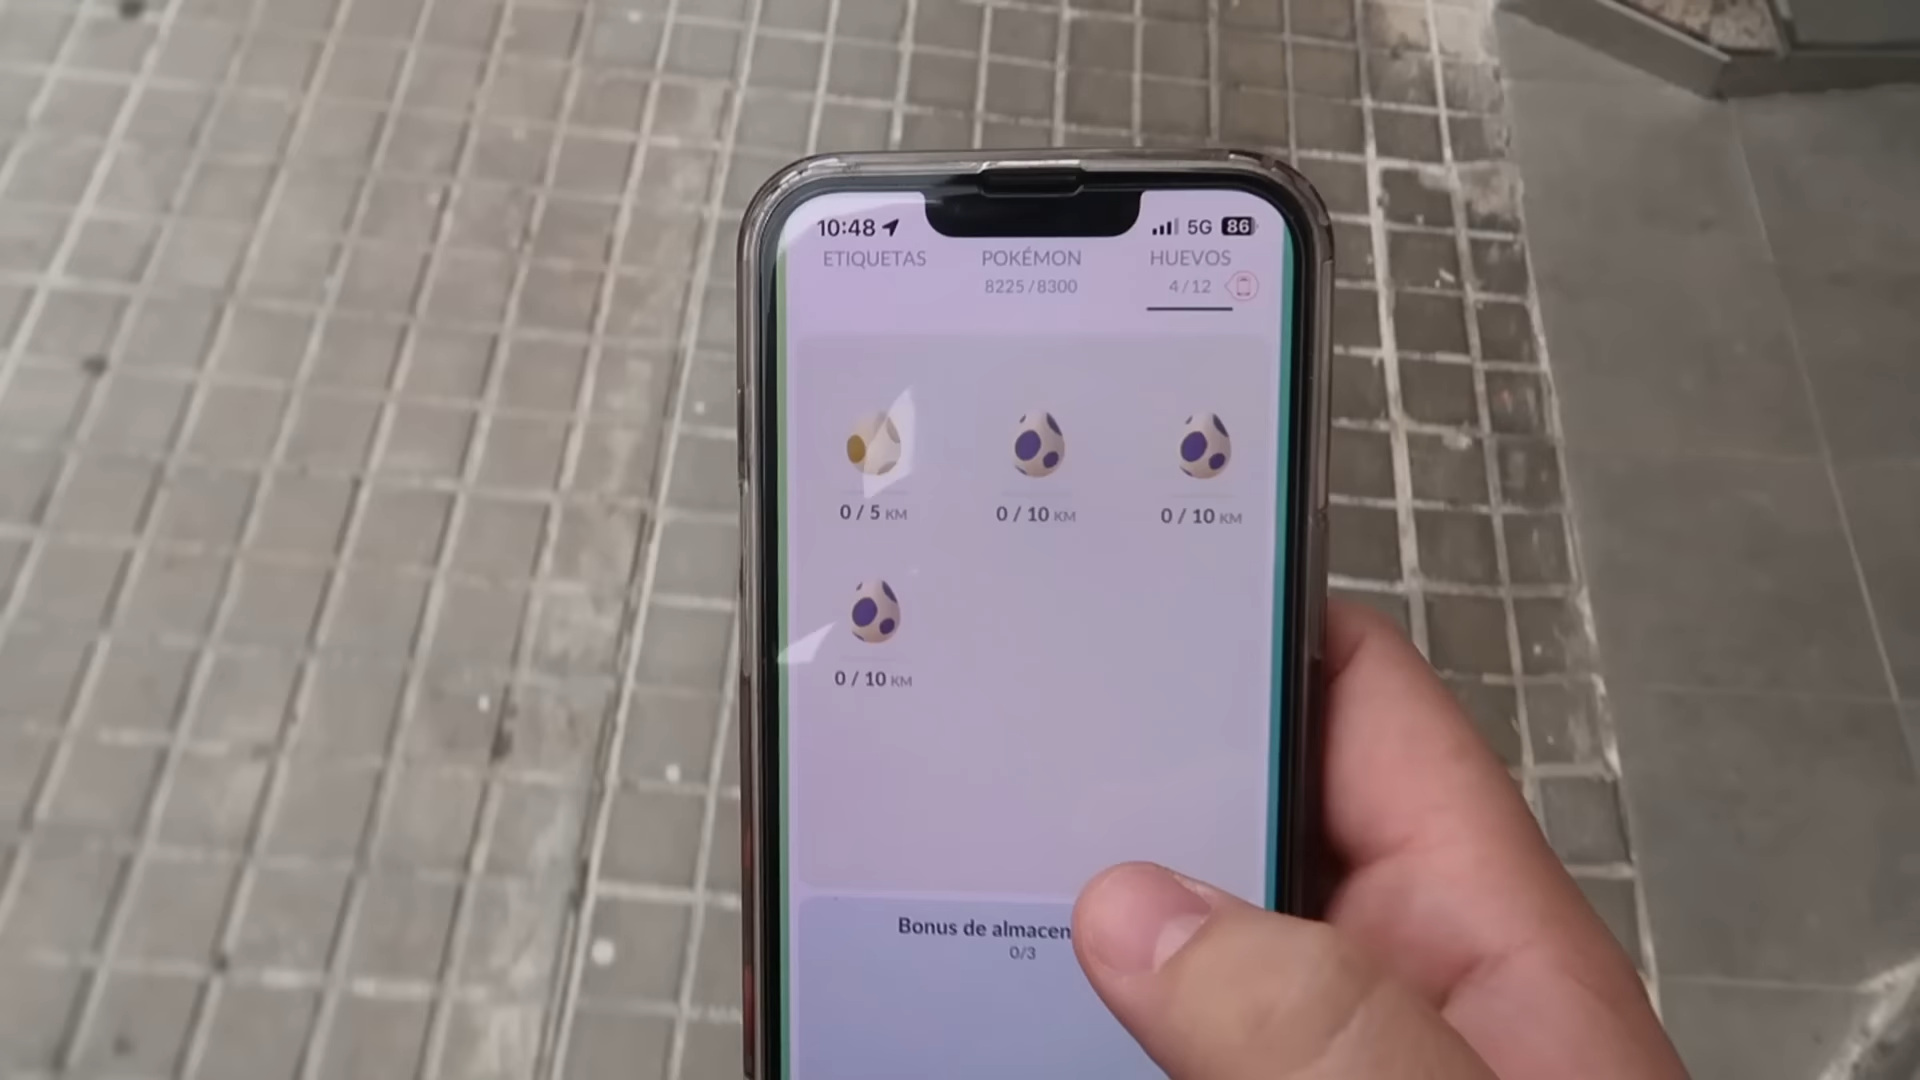 10:48 5G 86
ETIQUETAS POKÉMON HUEVOS
8225/8300 4/12
0 / 5 KM 0 / 10 KM 0 / 10 KM
0 / 10 KM
Bonus de
0/3